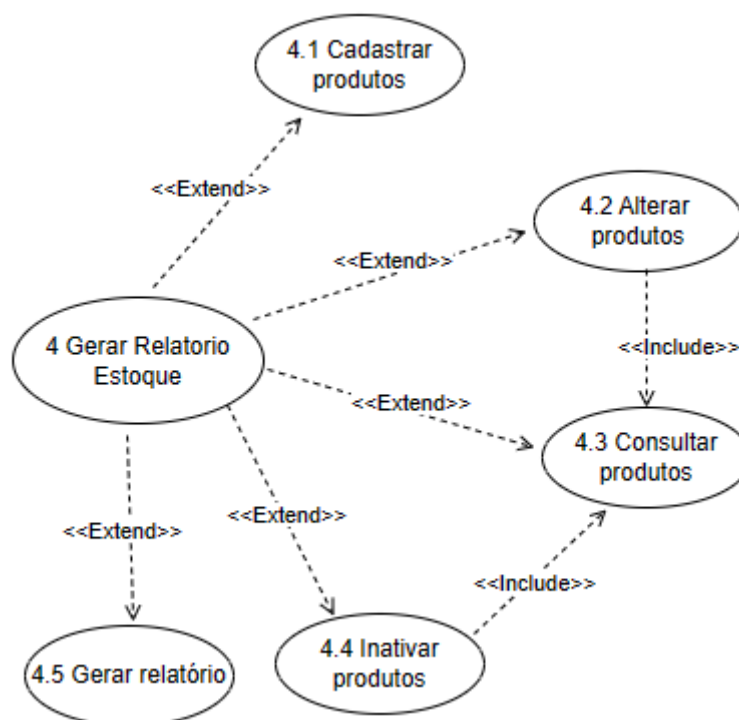 4.1 Cadastrar
produtos
<<Extend>>
4.2 Alterar
produtos
<<Extend>>
4 Gerar Relatorio
Estoque
<<Include>>
<<Extend>>
4.3 Consultar
produtos
<<Extend>>
<<Extend>>
<<Include>>
4.5 Gerar relatório
4.4 Inativar
produtos